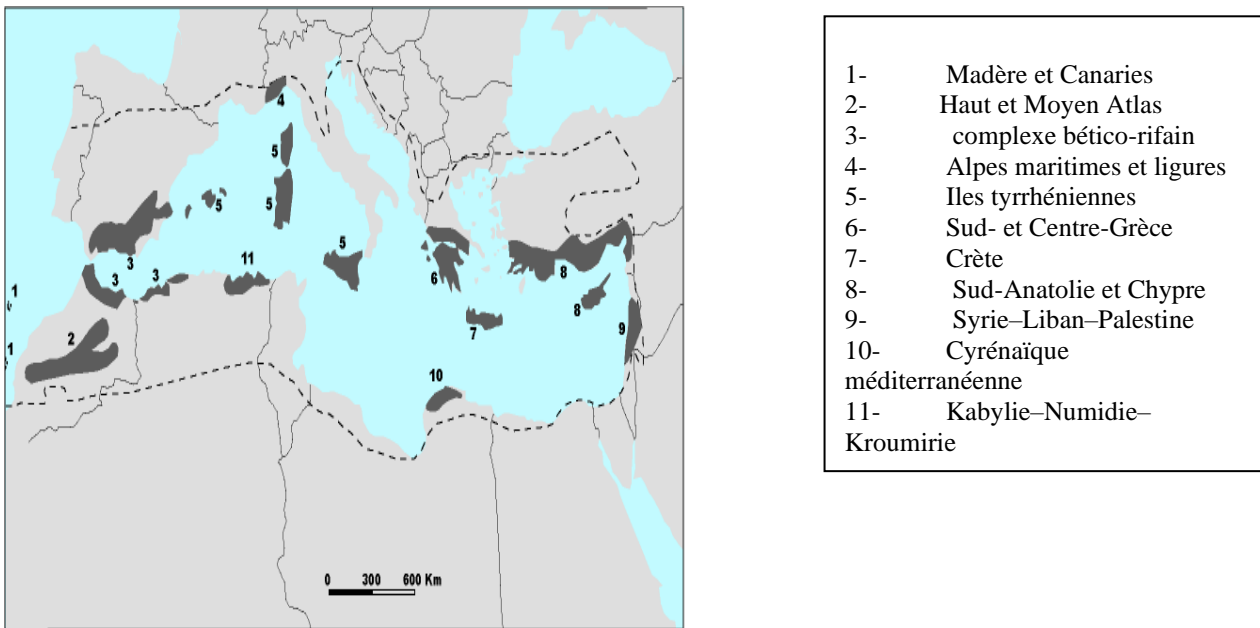 4
5
5
5
5
3
11
3
3
6
8
8
7
9
1
2
1
10
0 300 600 Km
1- Madère et Canaries
2- Haut et Moyen Atlas
3- complexe bético-rifain
4- Alpes maritimes et ligures
5- Iles tyrrhéniennes
6- Sud- et Centre-Grèce
7- Crète
8- Sud-Anatolie et Chypre
9- Syrie–Liban–Palestine
10- Cyrénaïque
méditerranéenne
11- Kabylie–Numidie–
Kroumirie